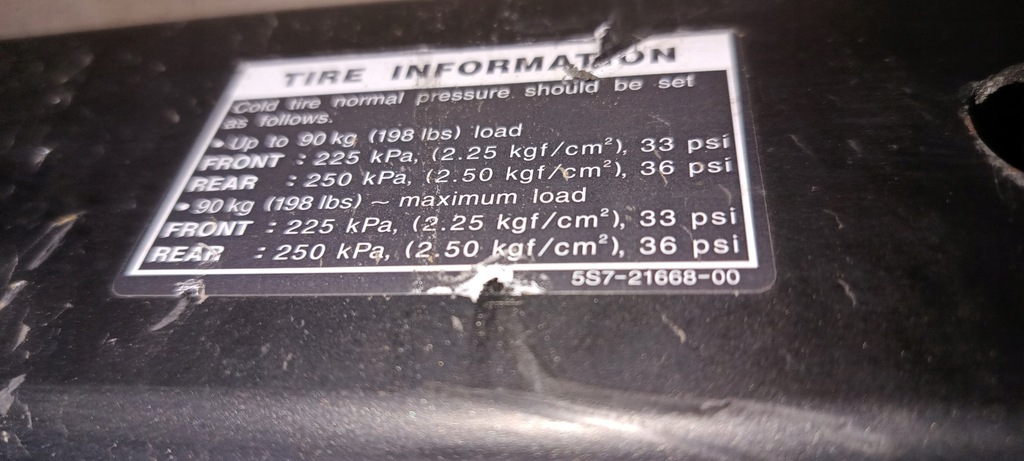 TIRE INFORMATION
Cold tire normal pressure should be set
as follows.
• Up to 90 kg (198 lbs) load
FRONT : 225 kPa, (2.25 kgf/cm²), 33 psi
REAR : 250 kPa, (2.50 kgf/cm²), 36 psi
• 90 kg (198 lbs) ~ maximum load
FRONT : 225 kPa, (2.25 kgf/cm²), 33 psi
REAR : 250 kPa, (2.50 kgf/cm²), 36 psi
5S7-21668-00